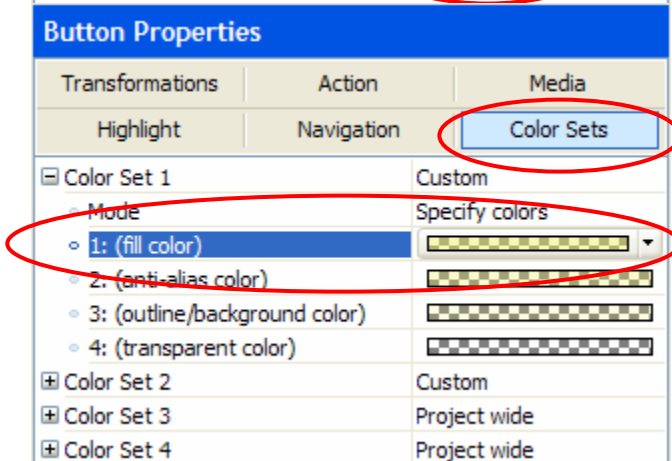 Button Properties
Transformations Action Media
Highlight Navigation Color Sets
Color Set 1 Custom
Mode Specify colors
1: (fill color)
2: (anti-alias color)
3: (outline/background color)
4: (transparent color)
Color Set 2 Custom
Color Set 3 Project wide
Color Set 4 Project wide